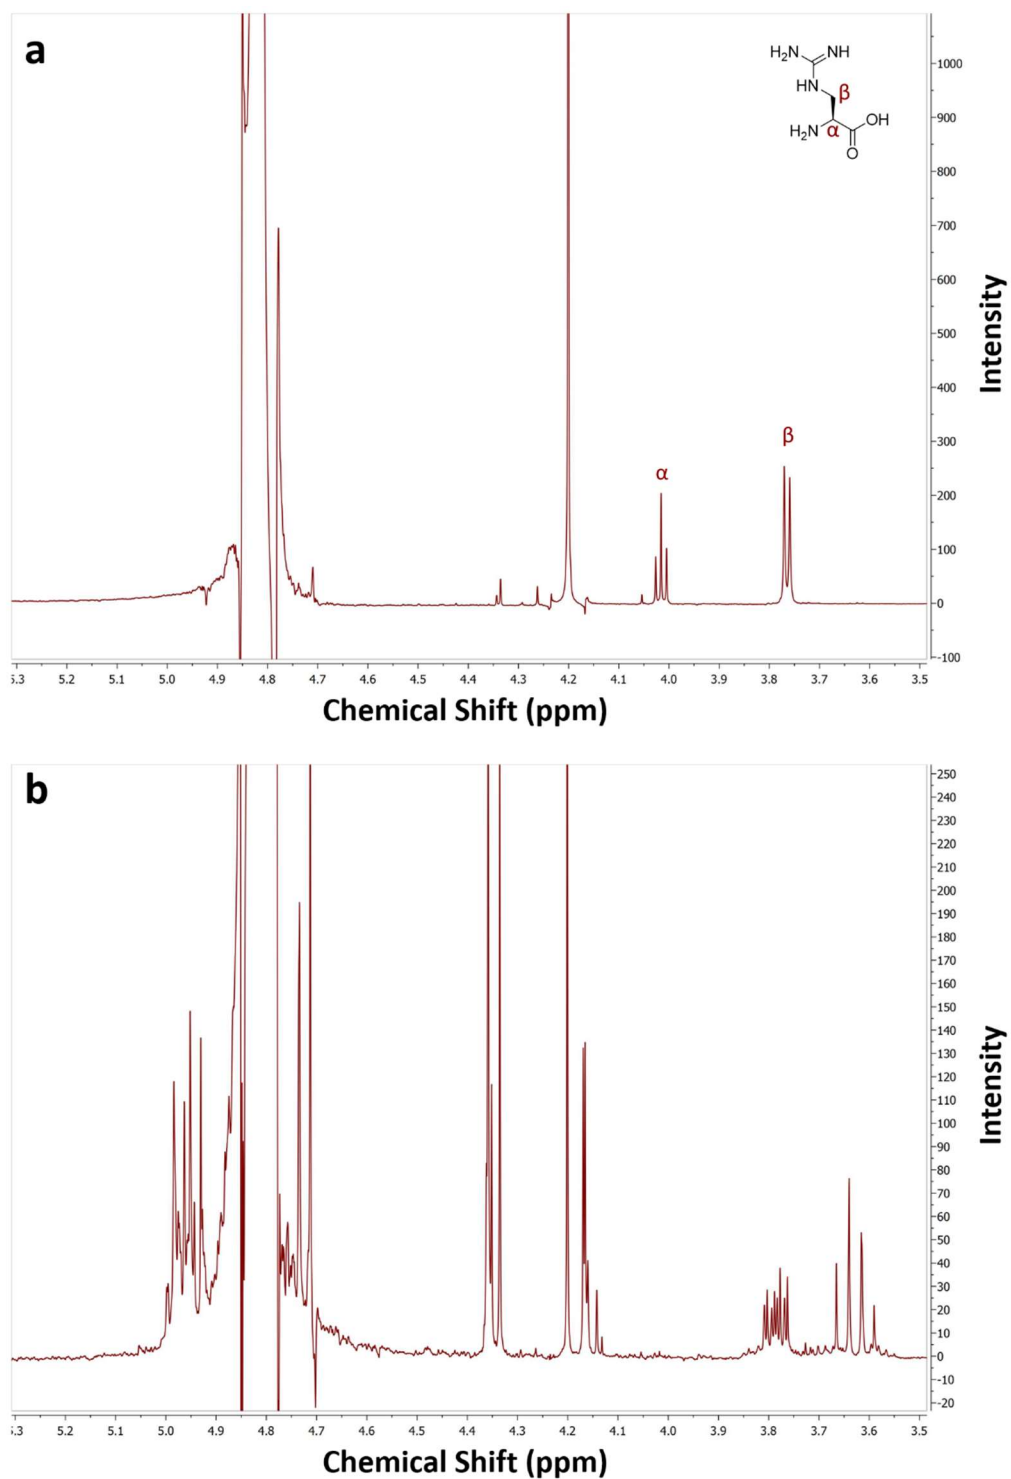 a
H₂N NH
HN β
H₂N α OH
O
1000
900
800
700
600
500
400
300
200
100
0
-100
Intensity
α
β
5.3 5.2 5.1 5.0 4.9 4.8 4.7 4.6 4.5 4.4 4.3 4.2 4.1 4.0 3.9 3.8 3.7 3.6 3.5
Chemical Shift (ppm)
b
250
240
230
220
210
200
190
180
170
160
150
140
130
120
110
100
90
80
70
60
50
40
30
20
10
0
-10
-20
Intensity
5.3 5.2 5.1 5.0 4.9 4.8 4.7 4.6 4.5 4.4 4.3 4.2 4.1 4.0 3.9 3.8 3.7 3.6 3.5
Chemical Shift (ppm)